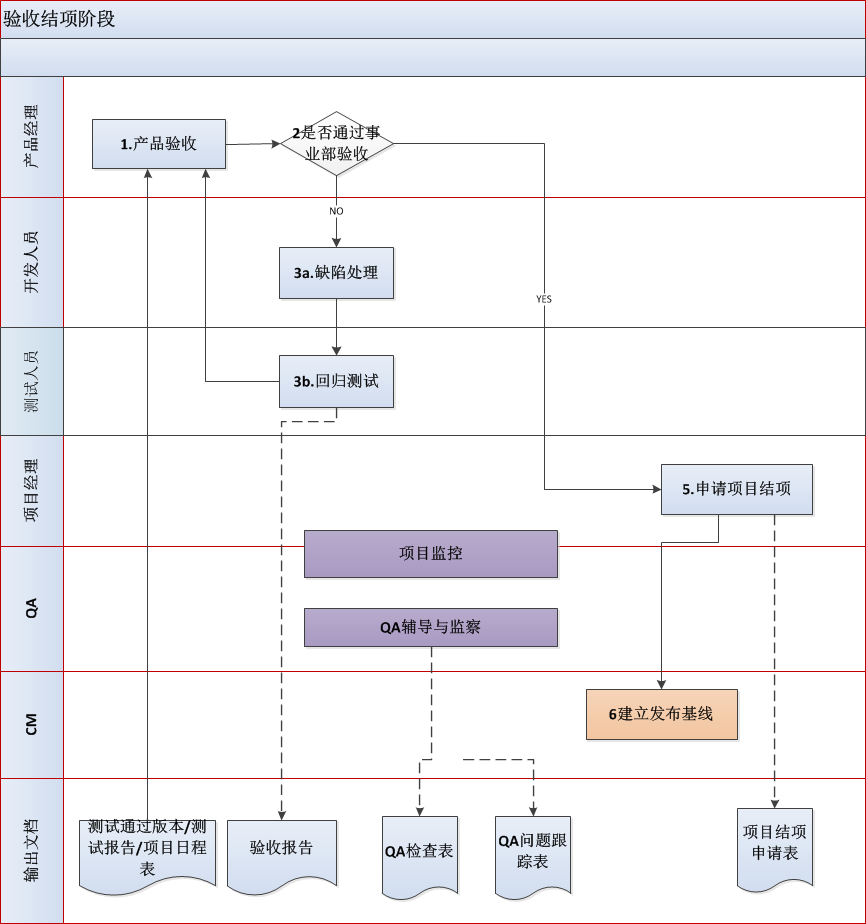 验收结项阶段
产品经理
1.产品验收
2是否通过事
业部验收
NO
开发人员
3a.缺陷处理
YES
测试人员
3b.回归测试
项目经理
5.申请项目结项
项目监控
QA
QA辅导与监察
CM
6建立发布基线
输出文档
测试通过版本/测
试报告/项目日程
表
验收报告
QA检查表
QA问题跟
踪表
项目结项
申请表